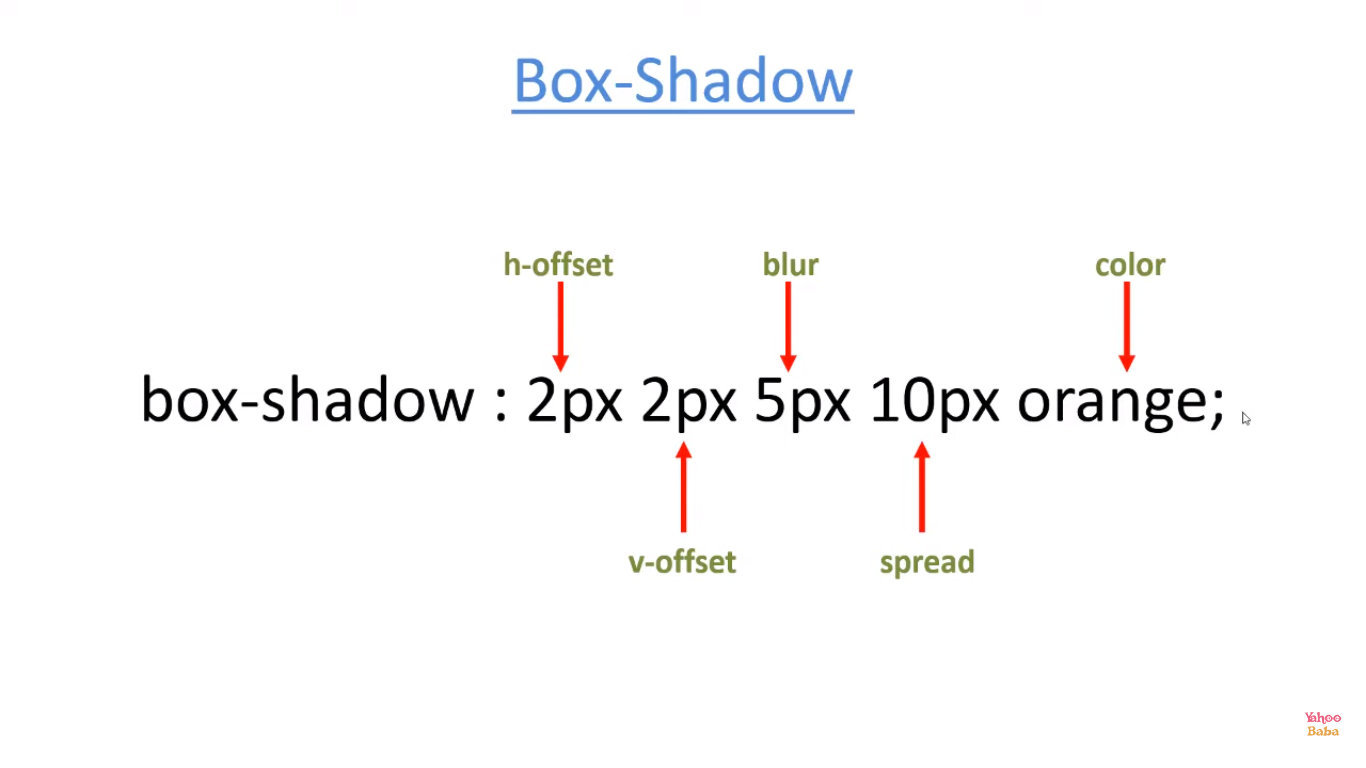 Box-Shadow
h-offset blur color
box-shadow : 2px 2px 5px 10px orange;
v-offset spread
Yahoo
Baba